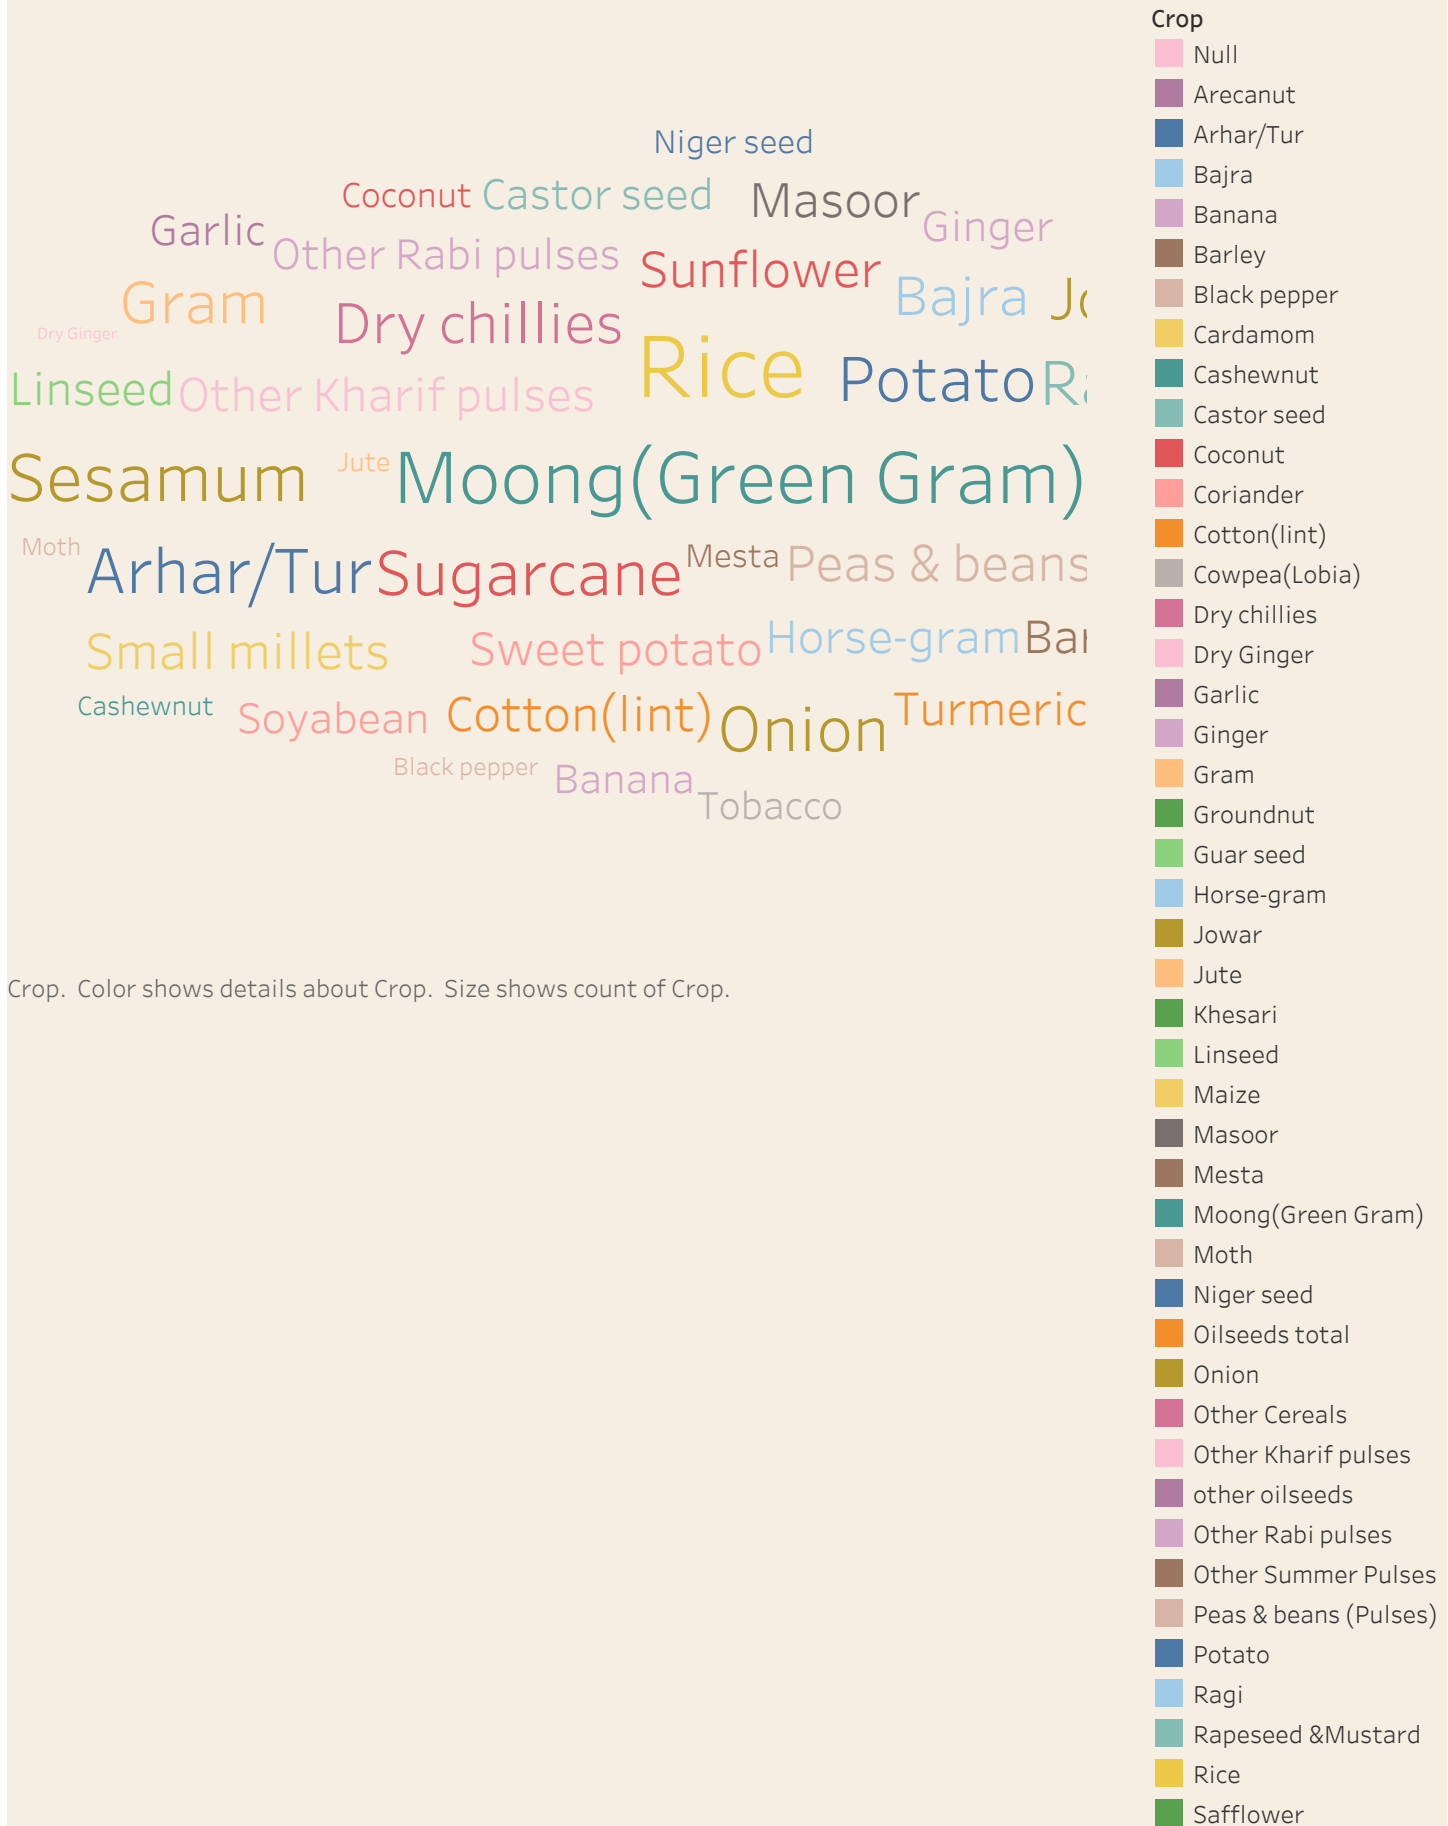 Niger seed
Coconut Castor seed Masoor
Garlic Other Rabi pulses Ginger
Sunflower
Gram Dry chillies Bajra
Dry Ginger
Rice Potato
Linseed Other Kharif pulses
Sesamum Jute Moong(Green Gram)
Moth Arhar/Tur Sugarcane Mesta Peas & beans
Small millets Sweet potato Horse-gram
Cashewnut Soyabean Cotton(lint) Onion Turmeric
Black pepper Banana
Tobacco
Crop. Color shows details about Crop. Size shows count of Crop.
Crop
Null
Arecanut
Arhar/Tur
Bajra
Banana
Barley
Black pepper
Cardamom
Cashewnut
Castor seed
Coconut
Coriander
Cotton(lint)
Cowpea(Lobia)
Dry chillies
Dry Ginger
Garlic
Ginger
Gram
Groundnut
Guar seed
Horse-gram
Jowar
Jute
Khesari
Linseed
Maize
Masoor
Mesta
Moong(Green Gram)
Moth
Niger seed
Oilseeds total
Onion
Other Cereals
Other Kharif pulses
other oilseeds
Other Rabi pulses
Other Summer Pulses
Peas & beans (Pulses)
Potato
Ragi
Rapeseed &Mustard
Rice
Safflower